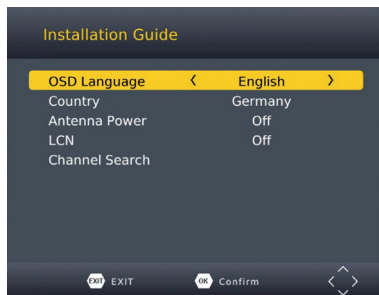 Installation Guide
OSD Language < English >
Country Germany
Antenna Power Off
LCN Off
Channel Search
EXIT EXIT OK Confirm